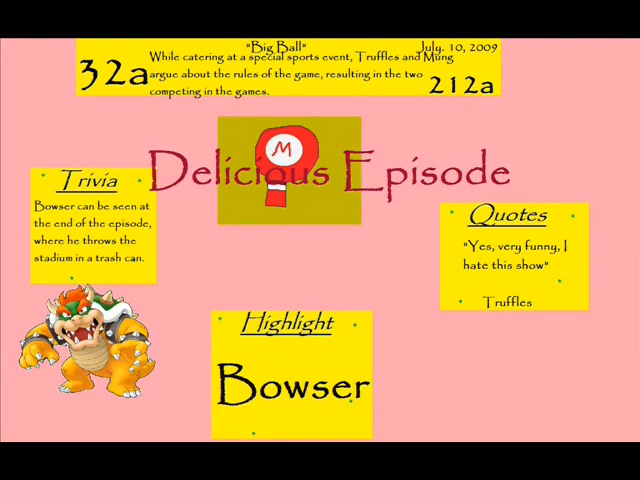 "Big Ball"
July. 10, 2009
32a
While catering at a special sports event, Truffles and Mung
argue about the rules of the game, resulting in the two
competing in the games.
212a
M
Delicious Episode
Trivia
Bowser can be seen at
the end of the episode,
where he throws the
stadium in a trash can.
Quotes
"Yes, very funny, I
hate this show"
Truffles
Highlight
Bowser